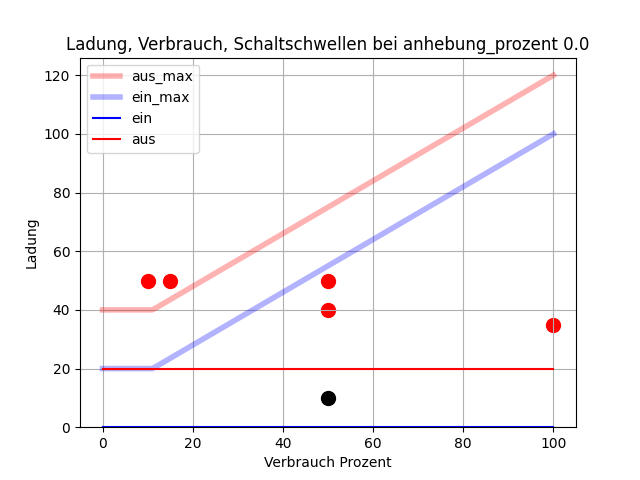 Ladung, Verbrauch, Schaltschwellen bei anhebung_prozent 0.0
aus_max
ein_max
ein
aus
120
100
80
60
40
20
0
Ladung
0 20 40 60 80 100
Verbrauch Prozent